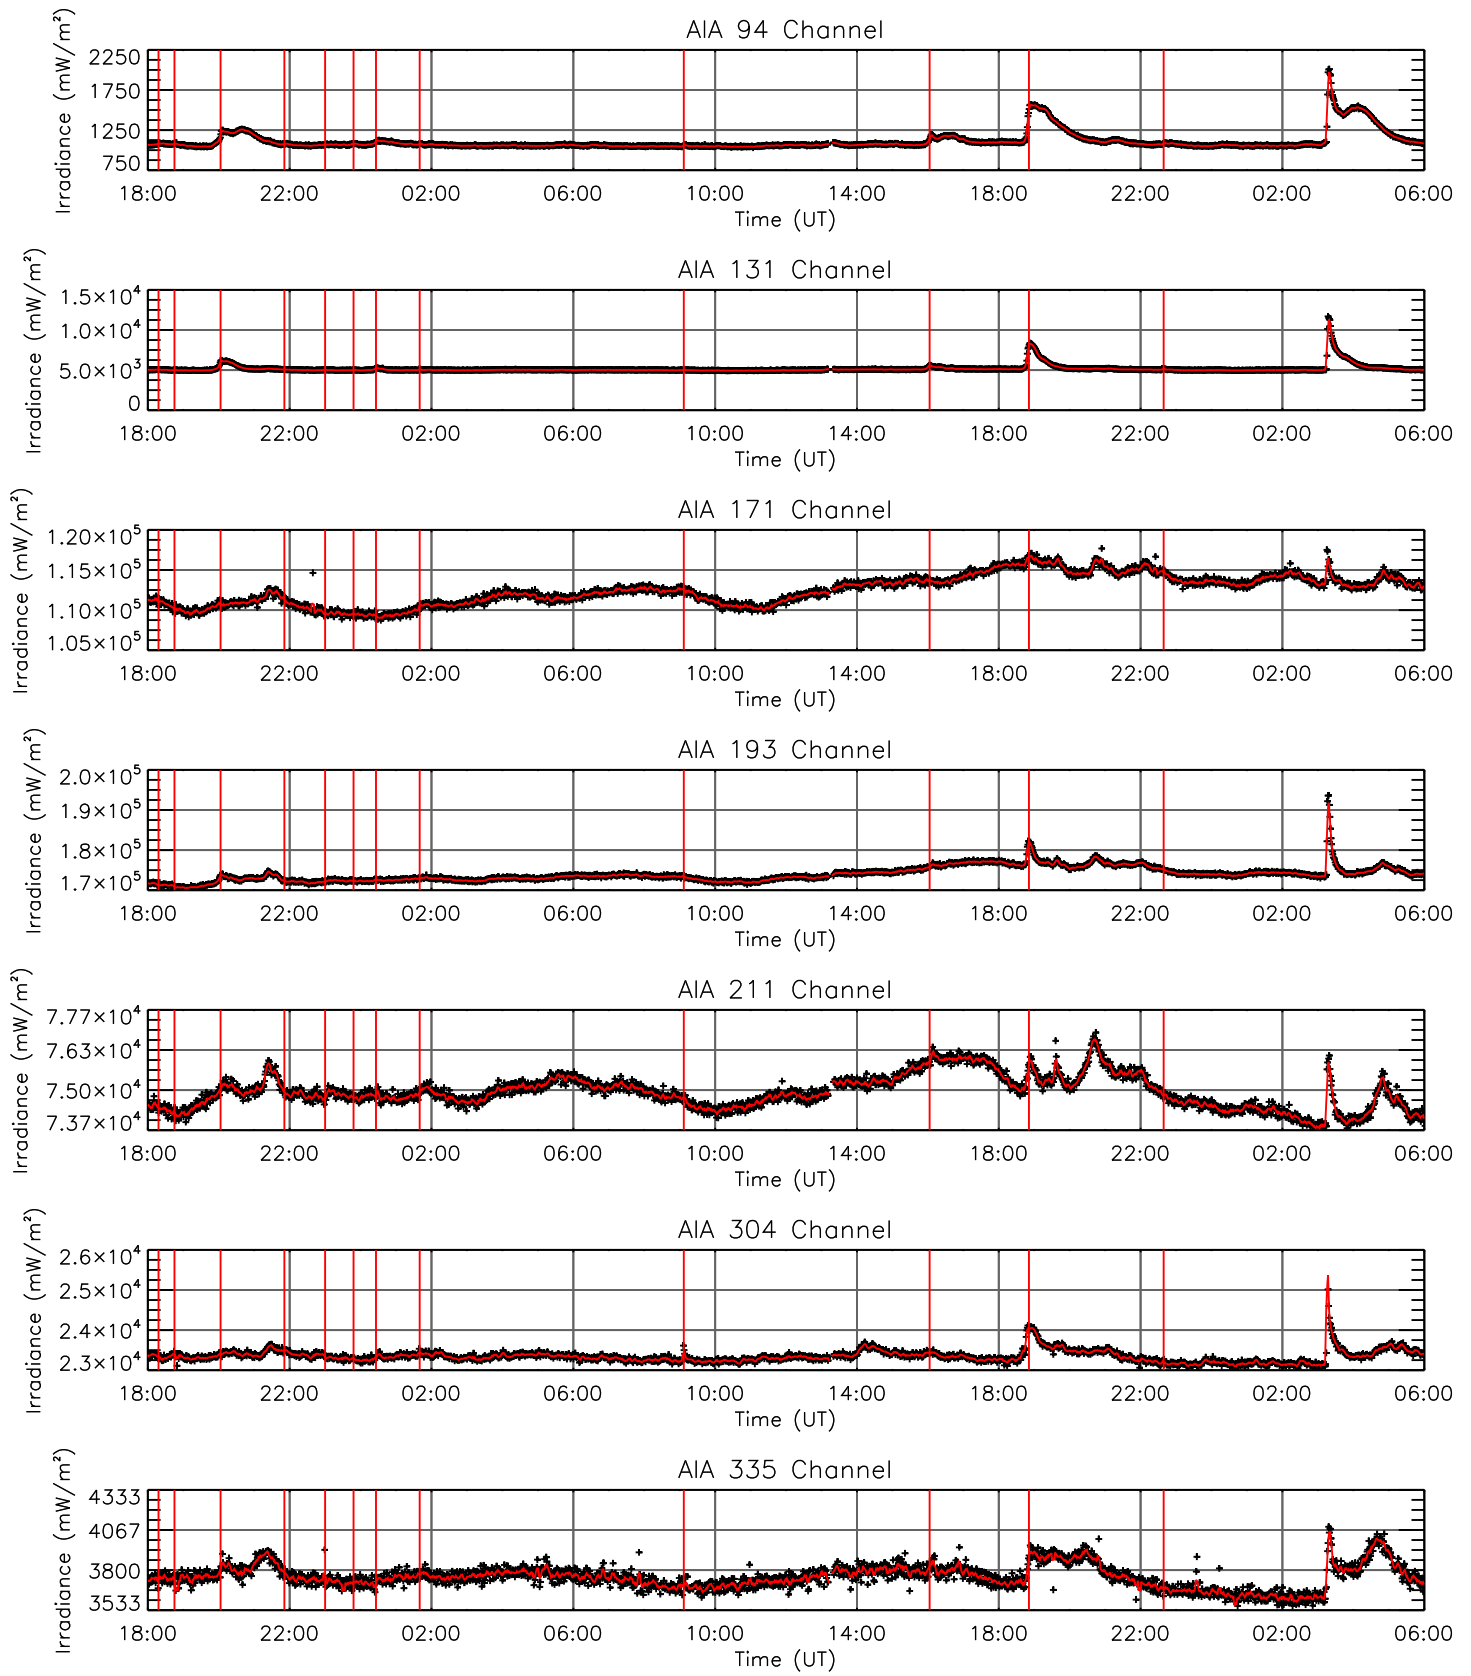 AIA 94 Channel
Irradiance (mW/m²)
2250
1750
1250
750
18:00 22:00 02:00 06:00 10:00 14:00 18:00 22:00 02:00 06:00
Time (UT)
AIA 131 Channel
Irradiance (mW/m²)
1.5×10⁴
1.0×10⁴
5.0×10³
0
18:00 22:00 02:00 06:00 10:00 14:00 18:00 22:00 02:00 06:00
Time (UT)
AIA 171 Channel
Irradiance (mW/m²)
1.20×10⁵
1.15×10⁵
1.10×10⁵
1.05×10⁵
18:00 22:00 02:00 06:00 10:00 14:00 18:00 22:00 02:00 06:00
Time (UT)
AIA 193 Channel
Irradiance (mW/m²)
2.0×10⁵
1.9×10⁵
1.8×10⁵
1.7×10⁵
18:00 22:00 02:00 06:00 10:00 14:00 18:00 22:00 02:00 06:00
Time (UT)
AIA 211 Channel
Irradiance (mW/m²)
7.77×10⁴
7.63×10⁴
7.50×10⁴
7.37×10⁴
18:00 22:00 02:00 06:00 10:00 14:00 18:00 22:00 02:00 06:00
Time (UT)
AIA 304 Channel
Irradiance (mW/m²)
2.6×10⁴
2.5×10⁴
2.4×10⁴
2.3×10⁴
18:00 22:00 02:00 06:00 10:00 14:00 18:00 22:00 02:00 06:00
Time (UT)
AIA 335 Channel
Irradiance (mW/m²)
4333
4067
3800
3533
18:00 22:00 02:00 06:00 10:00 14:00 18:00 22:00 02:00 06:00
Time (UT)